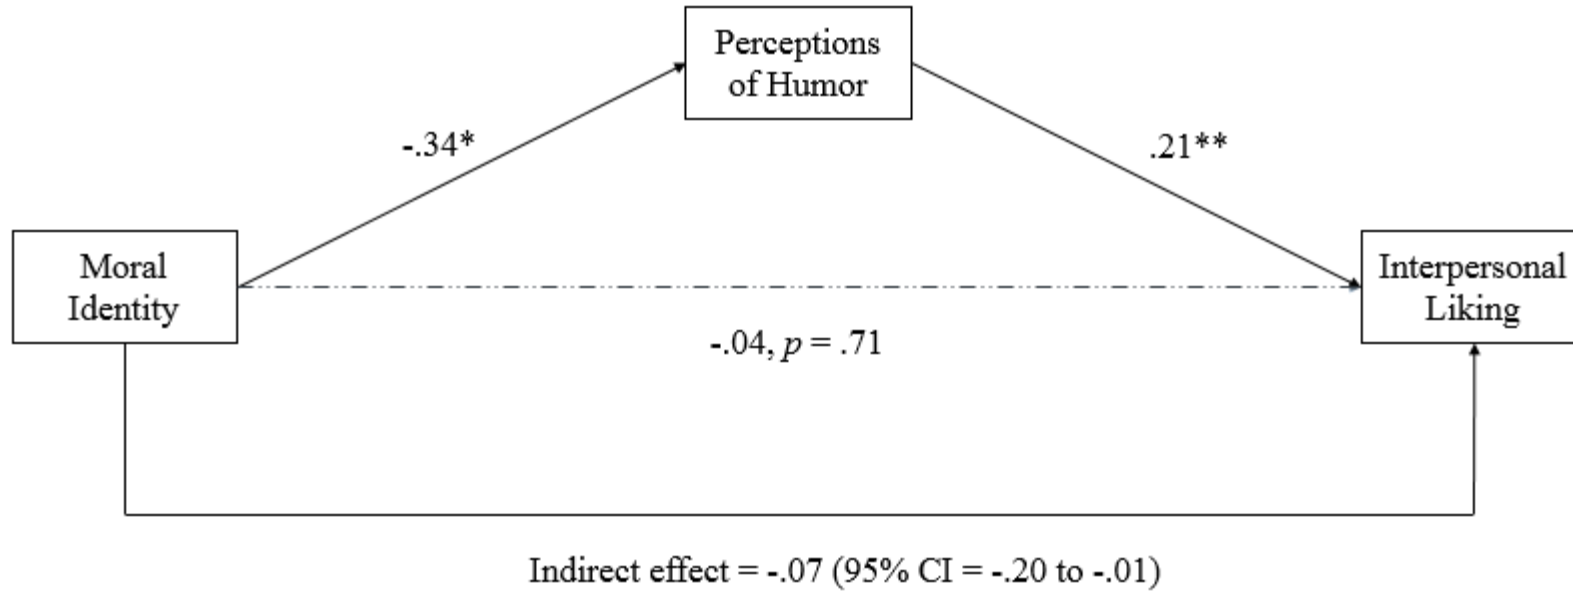 Perceptions
of Humor
-.34*
.21**
Moral
Identity
Interpersonal
Liking
-.04, p = .71
Indirect effect = -.07 (95% CI = -.20 to -.01)